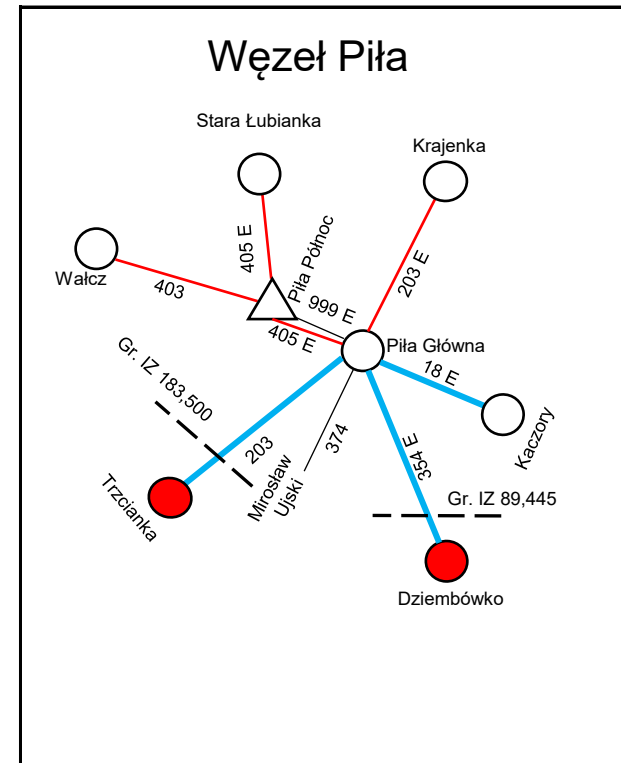 Węzeł Piła
Stara Łubianka
Krajenka
Wałcz
405 E
Piła Północ
203 E
403
999 E
405 E
Piła Główna
Gr. IZ 183,500
18 E
203
374
354 E
Kaczory
Mirosław
Ujski
Trzcianka
Gr. IZ 89,445
Dziembówko